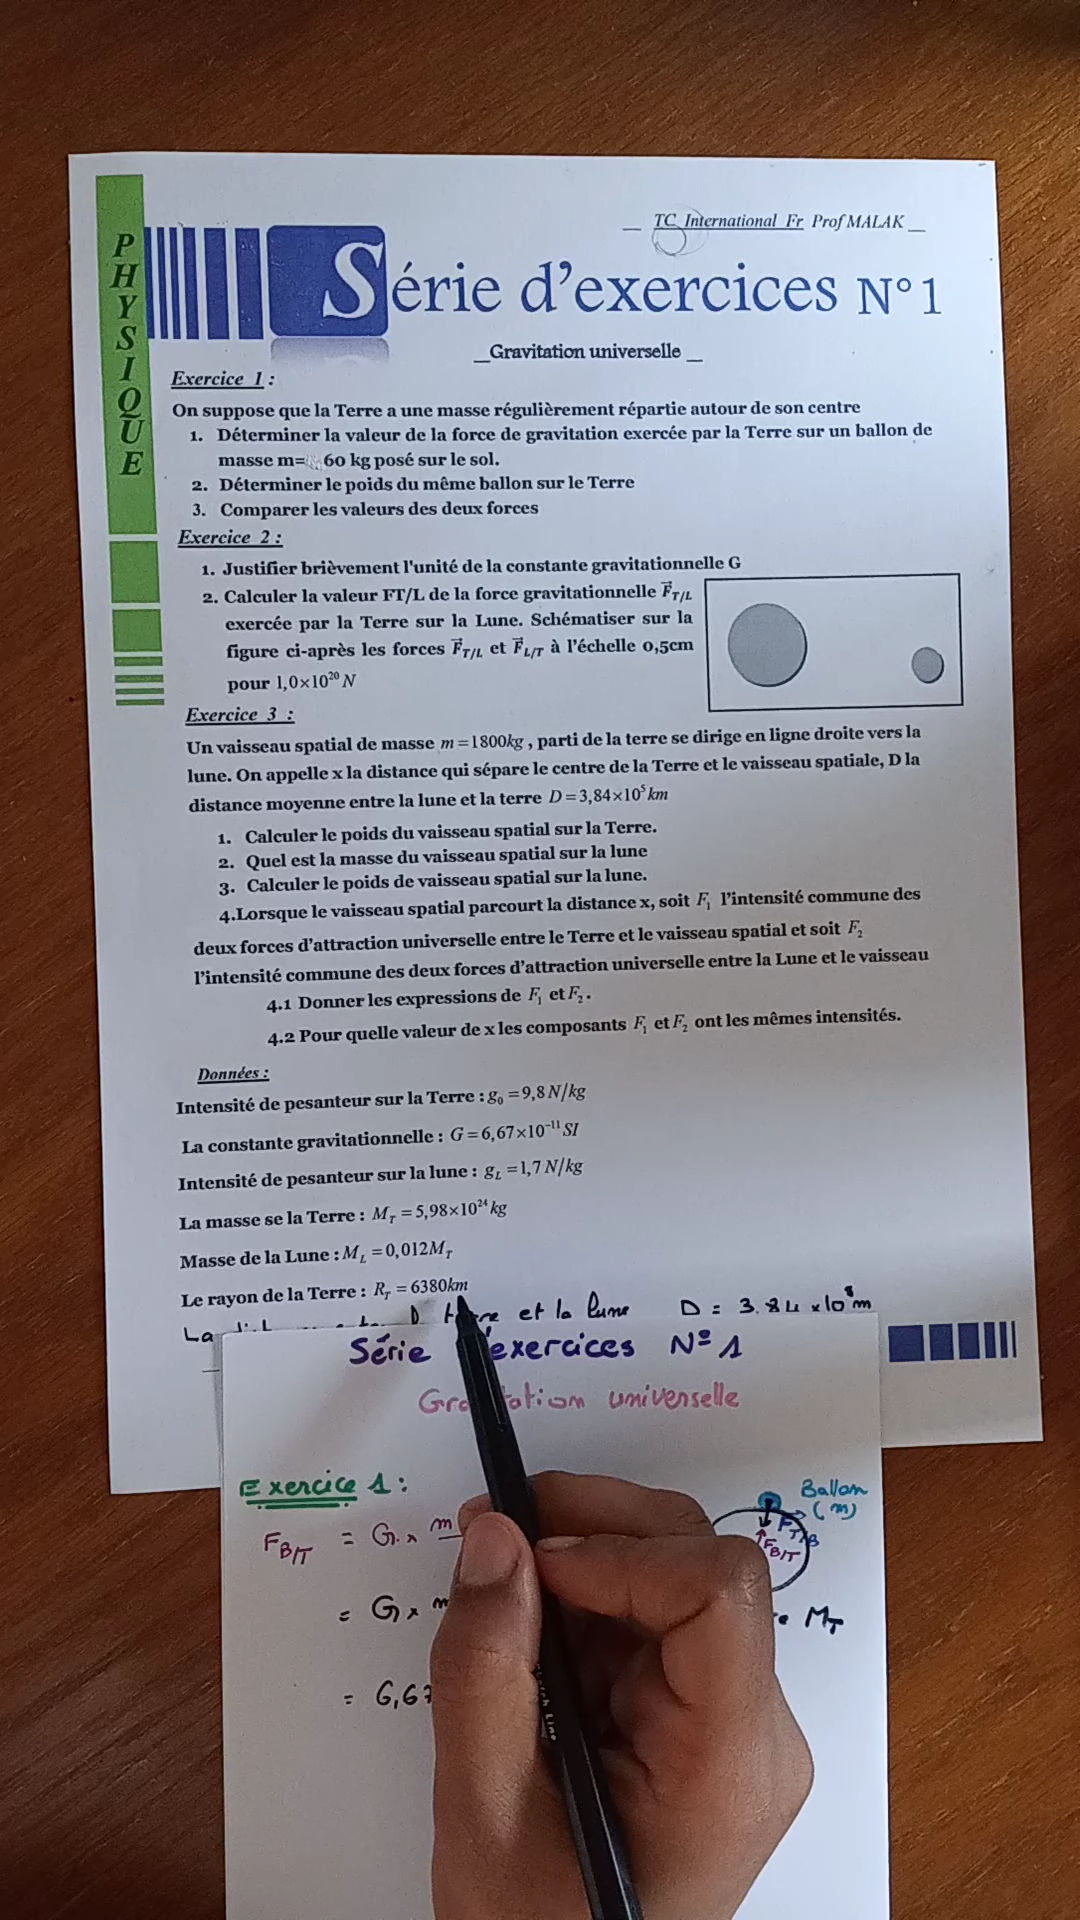 PHYSIQUE
TC International Fr Prof MALAK
Série d'exercices N°1
_Gravitation universelle _
Exercice 1 :
On suppose que la Terre a une masse régulièrement répartie autour de son centre
1. Déterminer la valeur de la force de gravitation exercée par la Terre sur un ballon de
masse m= 60 kg posé sur le sol.
2. Déterminer le poids du même ballon sur le Terre
3. Comparer les valeurs des deux forces
Exercice 2 :
1. Justifier brièvement l'unité de la constante gravitationnelle G
2. Calculer la valeur FT/L de la force gravitationnelle F⃗T/L
exercée par la Terre sur la Lune. Schématiser sur la
figure ci-après les forces F⃗T/L et F⃗L/T à l'échelle 0,5cm
pour 1,0×10²⁰ N
Exercice 3 :
Un vaisseau spatial de masse m=1800kg , parti de la terre se dirige en ligne droite vers la
lune. On appelle x la distance qui sépare le centre de la Terre et le vaisseau spatiale, D la
distance moyenne entre la lune et la terre D=3,84×10⁵ km
1. Calculer le poids du vaisseau spatial sur la Terre.
2. Quel est la masse du vaisseau spatial sur la lune
3. Calculer le poids de vaisseau spatial sur la lune.
4.Lorsque le vaisseau spatial parcourt la distance x, soit F₁ l'intensité commune des
deux forces d'attraction universelle entre le Terre et le vaisseau spatial et soit F₂
l'intensité commune des deux forces d'attraction universelle entre la Lune et le vaisseau
4.1 Donner les expressions de F₁ et F₂.
4.2 Pour quelle valeur de x les composants F₁ et F₂ ont les mêmes intensités.
Données :
Intensité de pesanteur sur la Terre : g₀ =9,8 N/kg
La constante gravitationnelle : G=6,67×10⁻¹¹ SI
Intensité de pesanteur sur la lune : gL =1,7 N/kg
La masse se la Terre : MT =5,98×10²⁴ kg
Masse de la Lune : ML =0,012MT
Le rayon de la Terre : RT = 6380km
La et la lune D = 3.84 ×10⁸m
Série exercices Nº 1
Gravitation universelle
Exercice 1 :
FB/T = G × m
= G × m
= 6,67
Ballon
(m)
FT/B
FB/T
MT